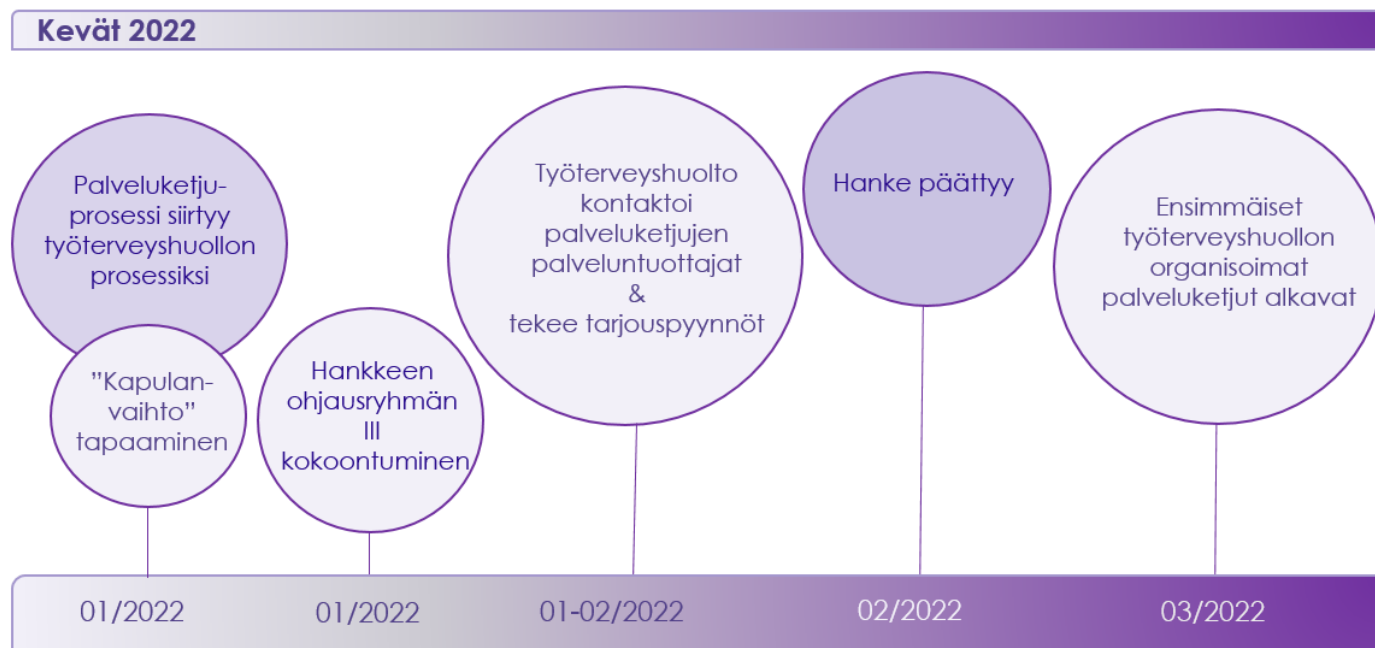 Kevät 2022
Palveluketju-
prosessi siirtyy
työterveyshuollon
prosessiksi
”Kapulan-
vaihto”
tapaaminen
Hankkeen
ohjausryhmän
III
kokoontuminen
Työterveyshuolto
kontaktoi
palveluketjujen
palveluntuottajat
&
tekee tarjouspyynnöt
Hanke päättyy
Ensimmäiset
työterveyshuollon
organisoimat
palveluketjut alkavat
01/2022
01/2022
01-02/2022
02/2022
03/2022